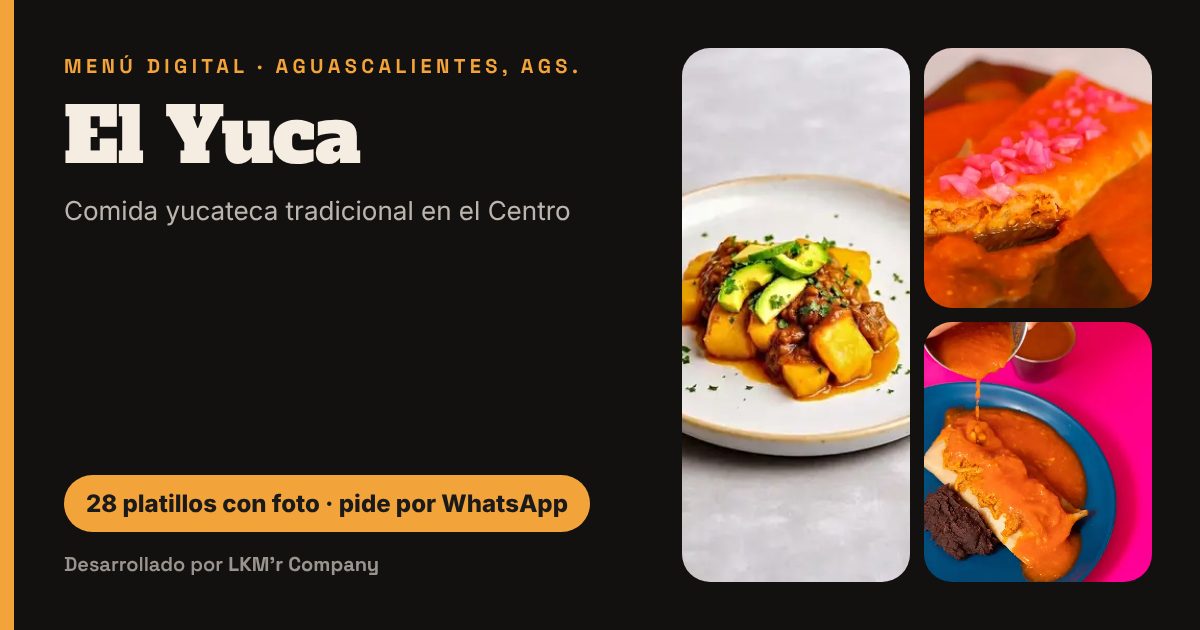 MENÚ DIGITAL · AGUASCALIENTES, AGS.
El Yuca
Comida yucateca tradicional en el Centro
28 platillos con foto · pide por WhatsApp
Desarrollado por LKM’r Company